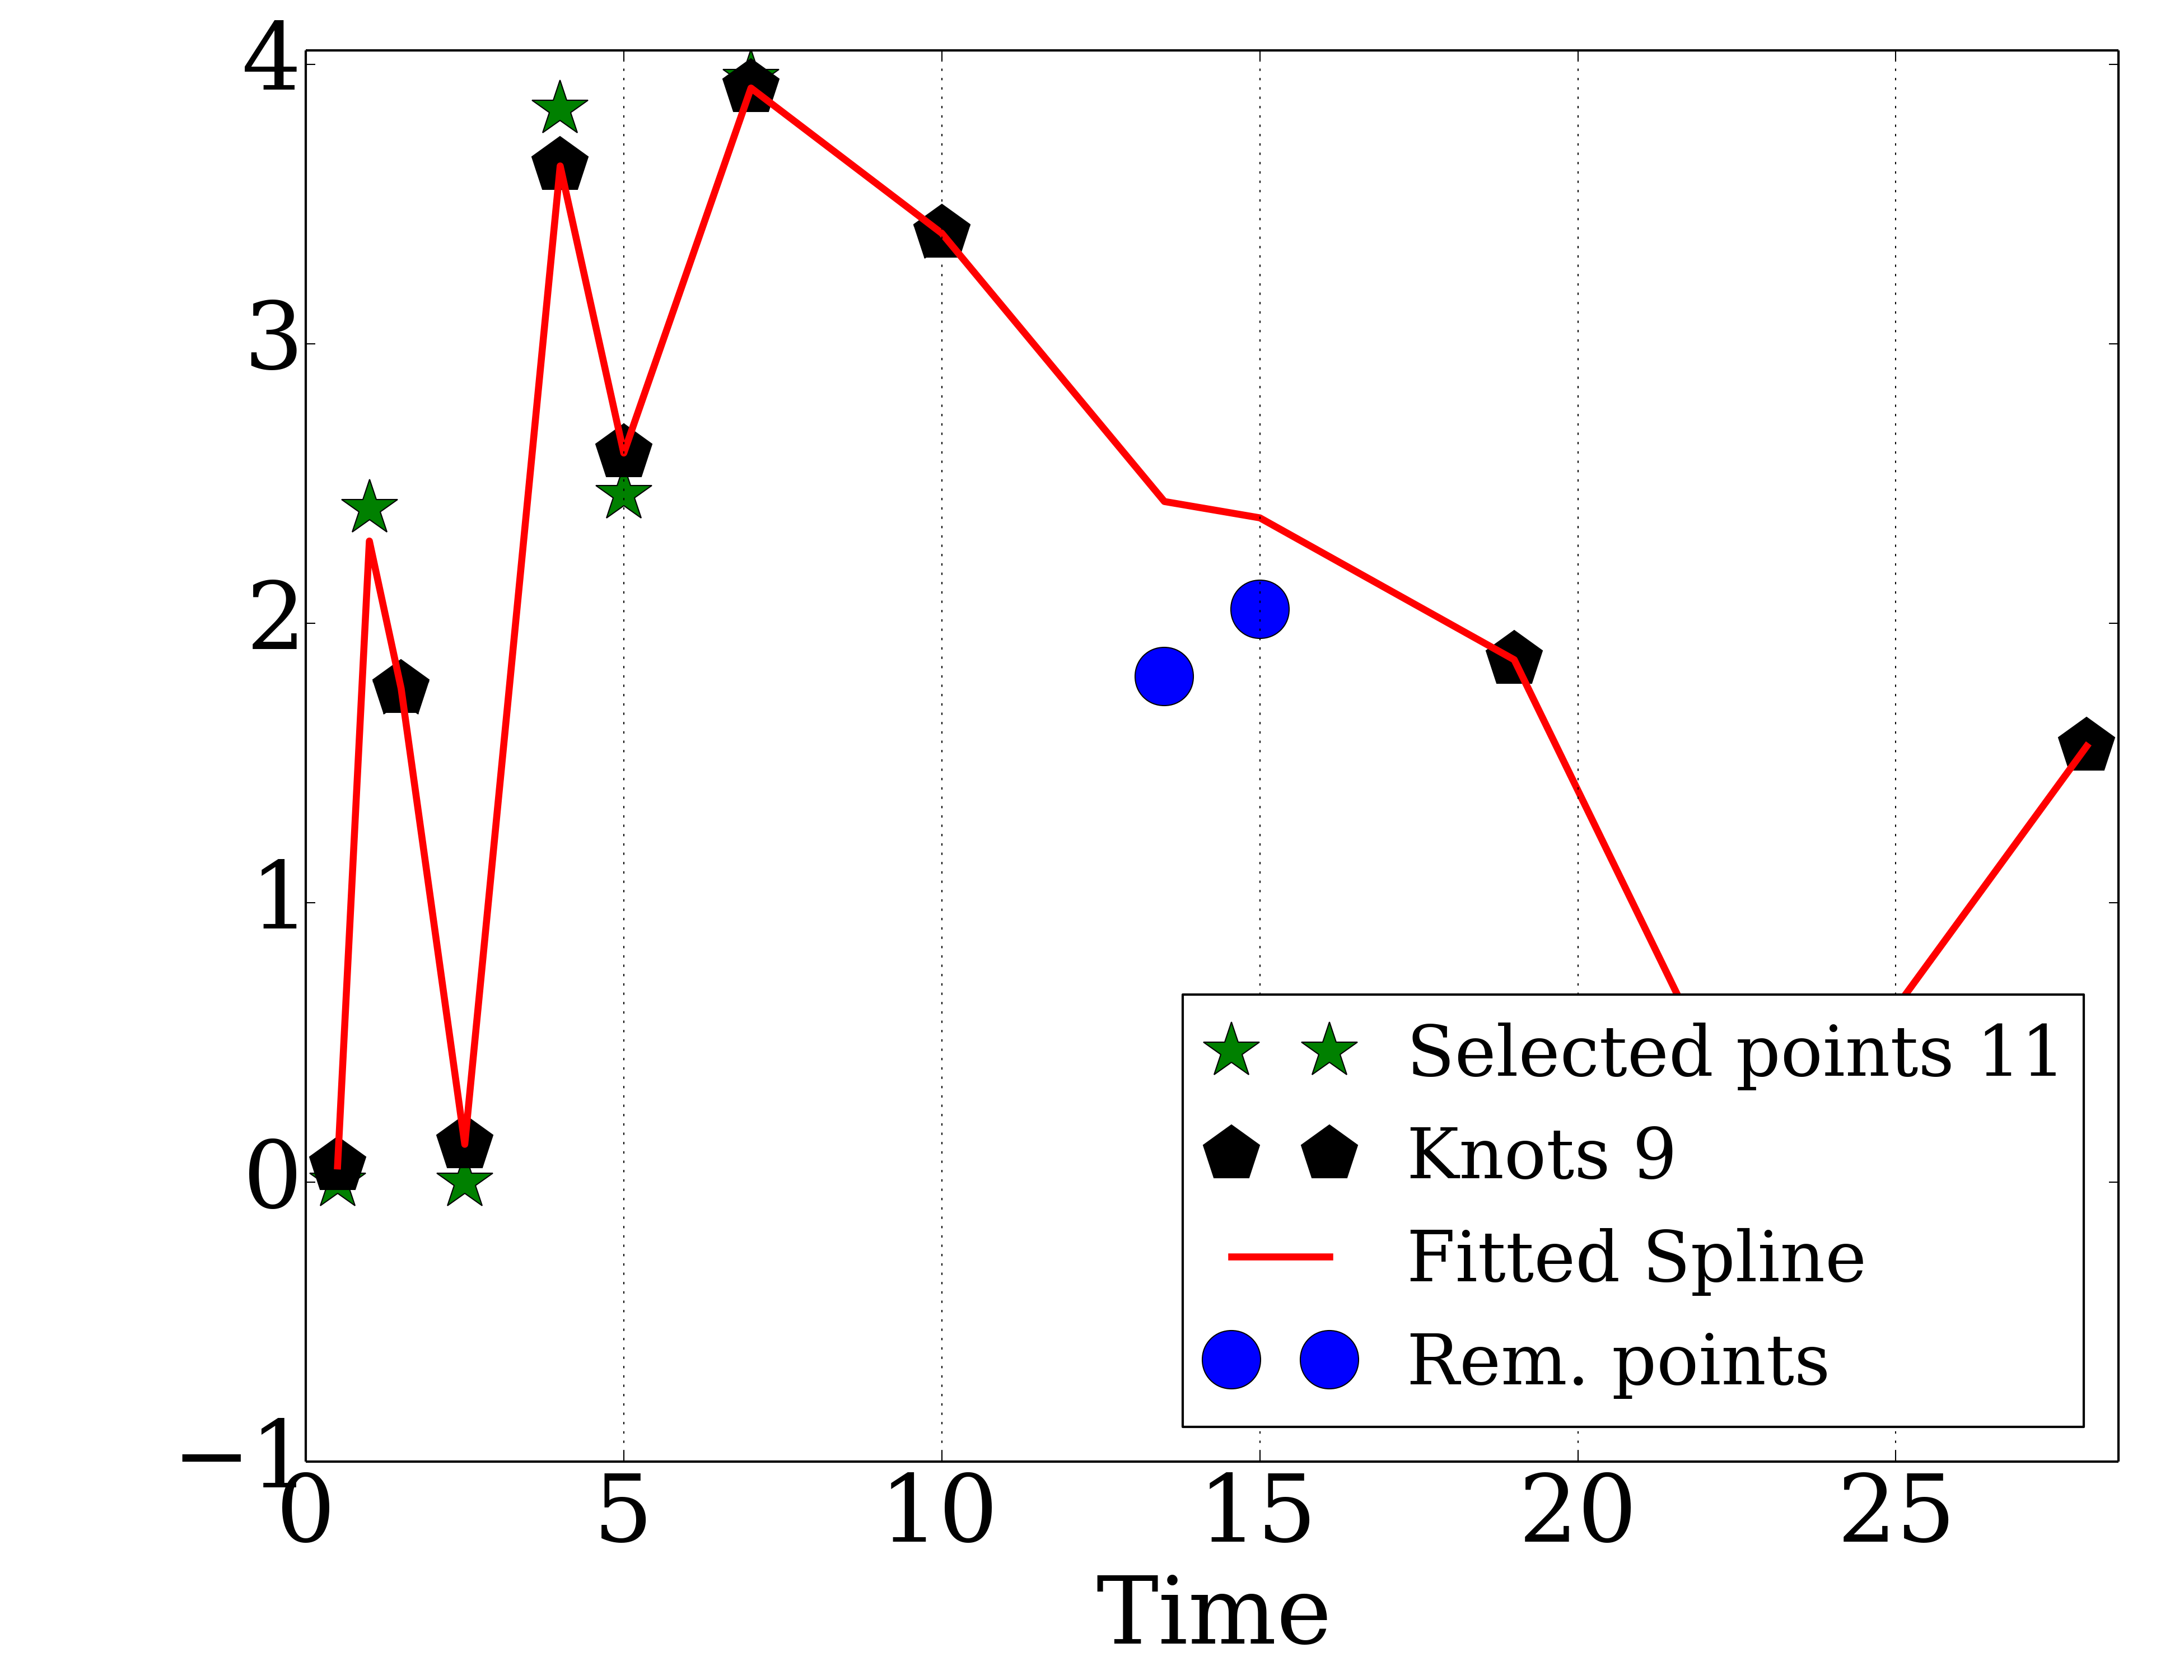 4
3
2
1
0
−1
0 5 10 15 20 25
Time
Selected points 11
Knots 9
Fitted Spline
Rem. points